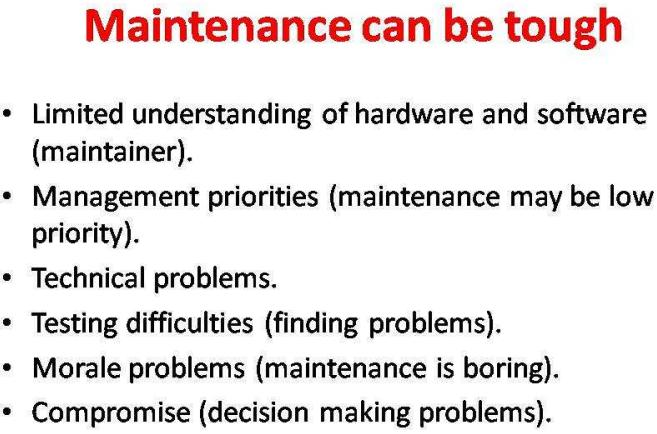 Maintenance can be tough
• Limited understanding of hardware and software
(maintainer).
• Management priorities (maintenance may be low
priority).
• Technical problems.
• Testing difficulties (finding problems).
• Morale problems (maintenance is boring).
• Compromise (decision making problems).